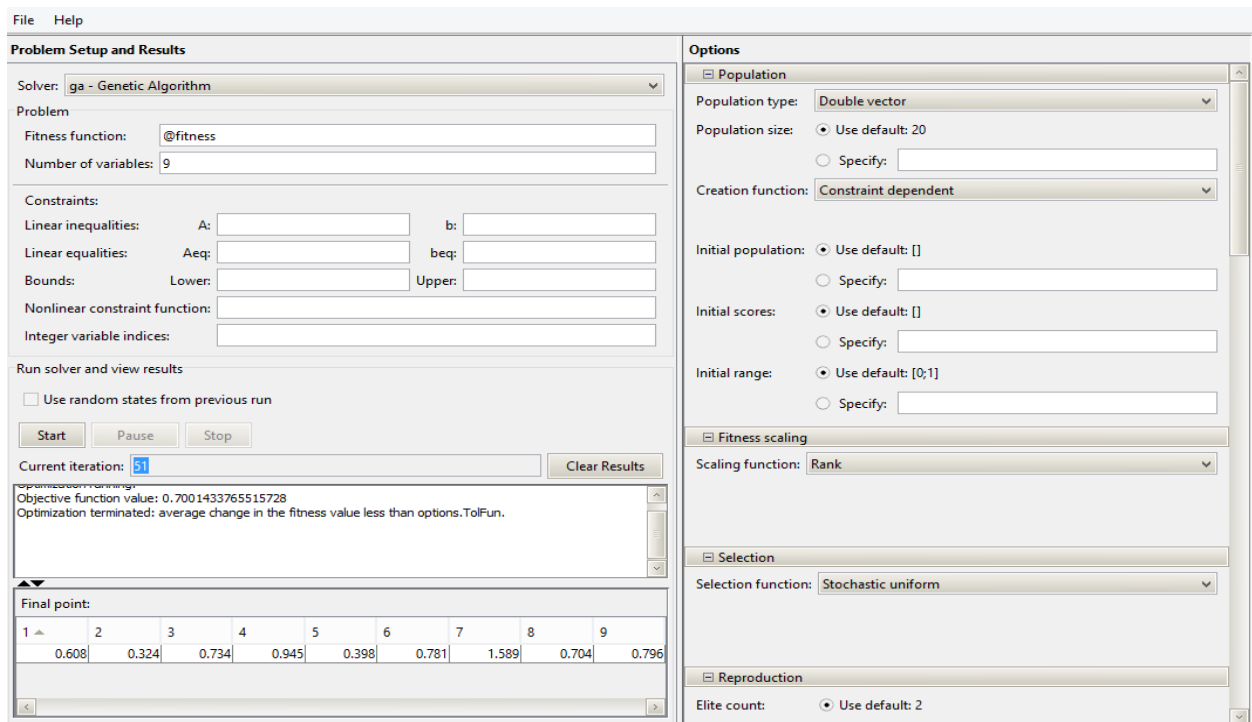 File Help
Problem Setup and Results
Solver: ga - Genetic Algorithm
Problem
Fitness function: @fitness
Number of variables: 9
Constraints:
Linear inequalities: A: b:
Linear equalities: Aeq: beq:
Bounds: Lower: Upper:
Nonlinear constraint function:
Integer variable indices:
Run solver and view results
Use random states from previous run
Start Pause Stop
Current iteration: 51 Clear Results
Optimization running.
Objective function value: 0.7001433765515728
Optimization terminated: average change in the fitness value less than options.TolFun.
Final point:
1 2 3 4 5 6 7 8 9
0.608 0.324 0.734 0.945 0.398 0.781 1.589 0.704 0.796
Options
Population
Population type: Double vector
Population size: Use default: 20
Specify:
Creation function: Constraint dependent
Initial population: Use default: []
Specify:
Initial scores: Use default: []
Specify:
Initial range: Use default: [0;1]
Specify:
Fitness scaling
Scaling function: Rank
Selection
Selection function: Stochastic uniform
Reproduction
Elite count: Use default: 2